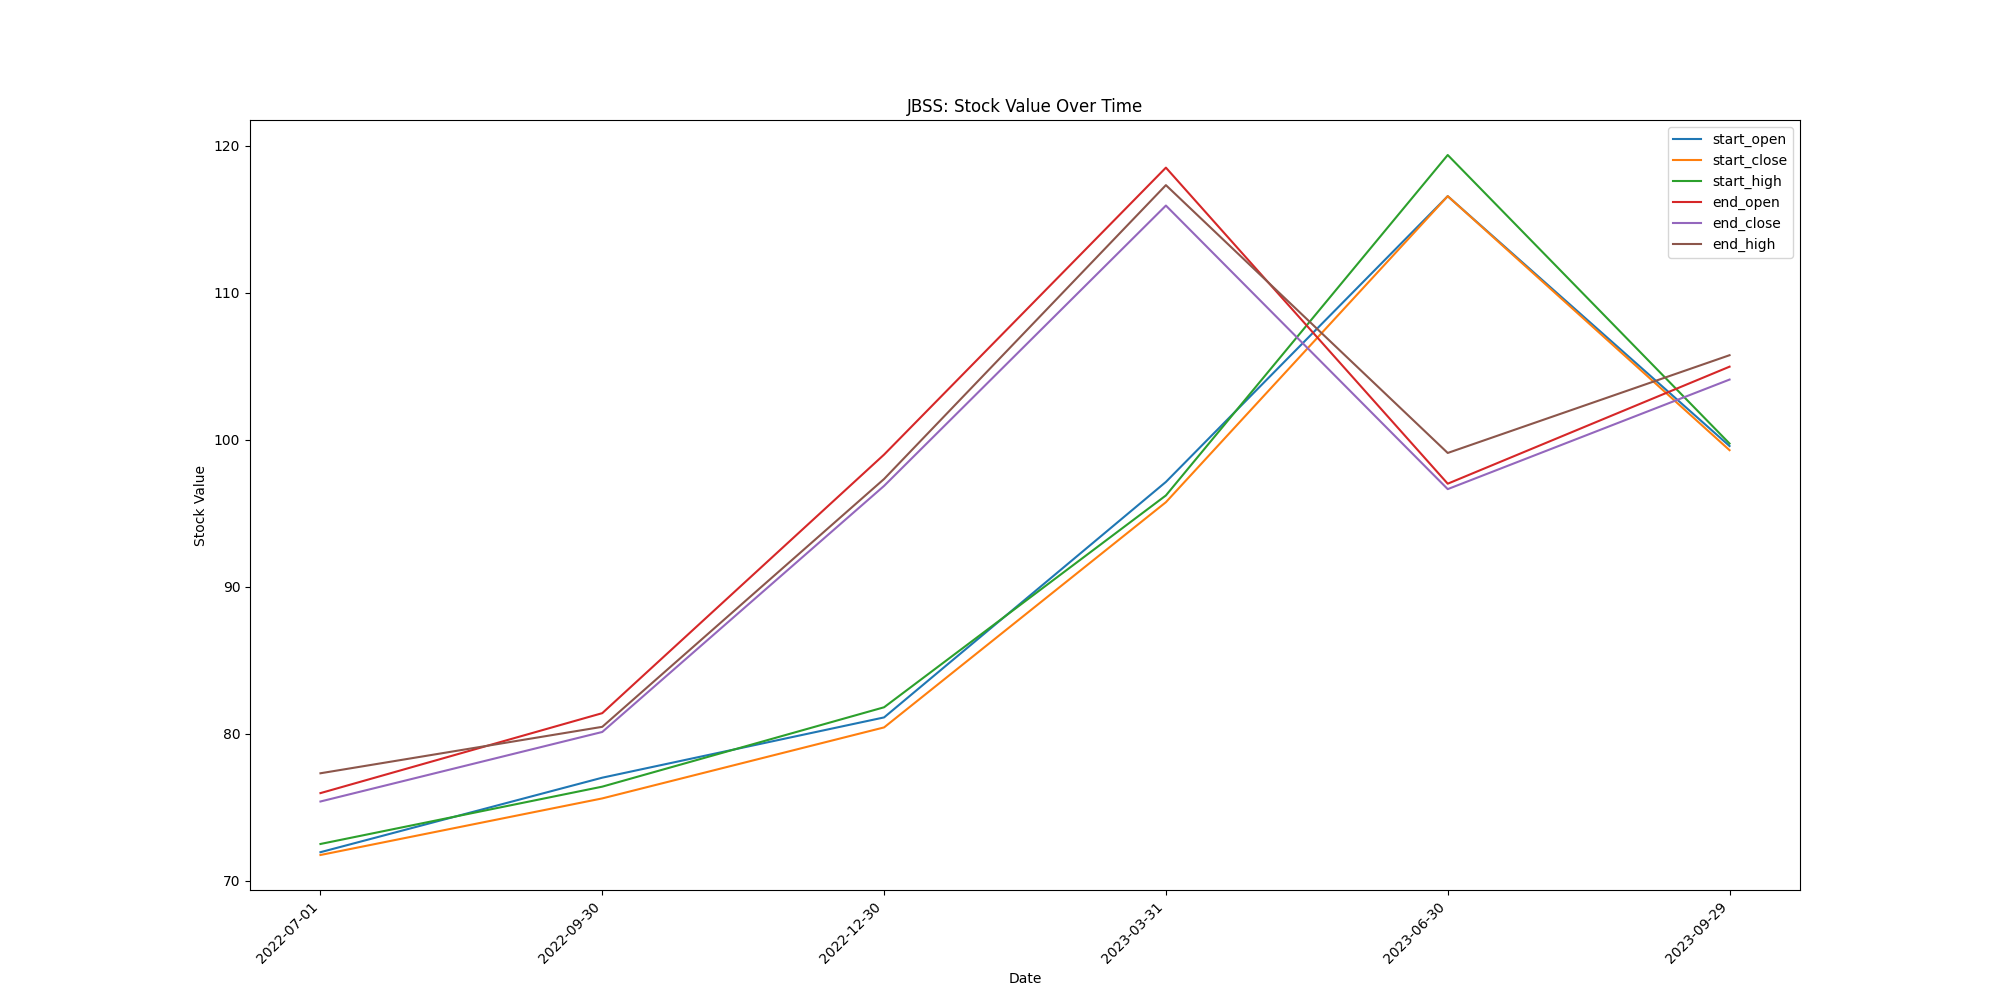 JBSS: Stock Value Over Time
120
110
100
90
80
70
Stock Value
start_open
start_close
start_high
end_open
end_close
end_high
2022-07-01
2022-09-30
2022-12-30
2023-03-31
2023-06-30
2023-09-29
Date